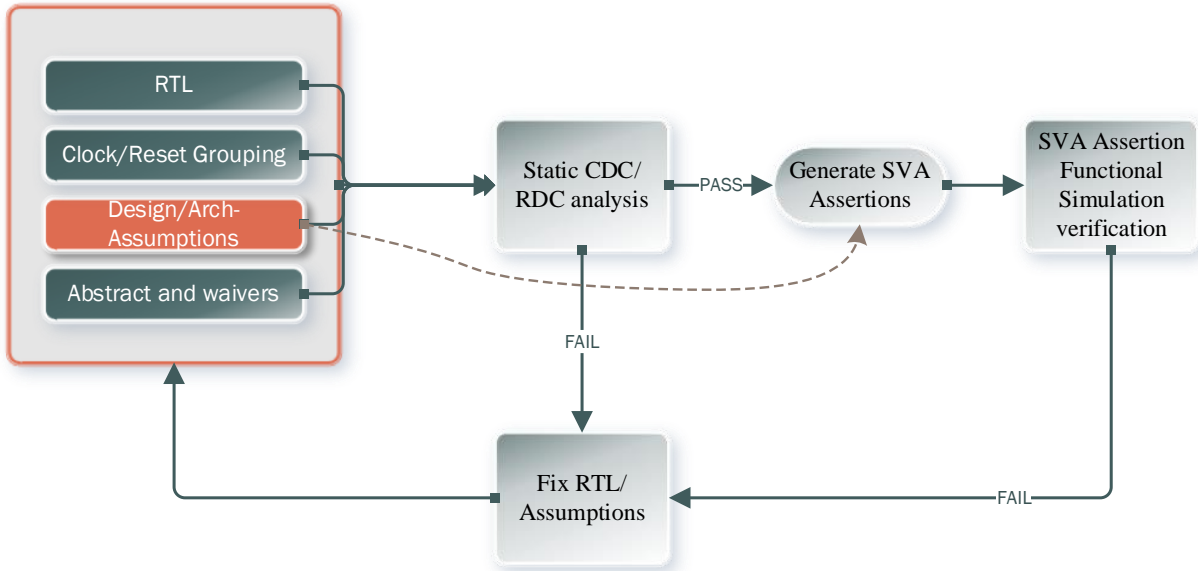 RTL
Clock/Reset Grouping
Design/Arch-
Assumptions
Abstract and waivers
Static CDC/
RDC analysis
PASS
Generate SVA
Assertions
SVA Assertion
Functional
Simulation
verification
FAIL
Fix RTL/
Assumptions
FAIL